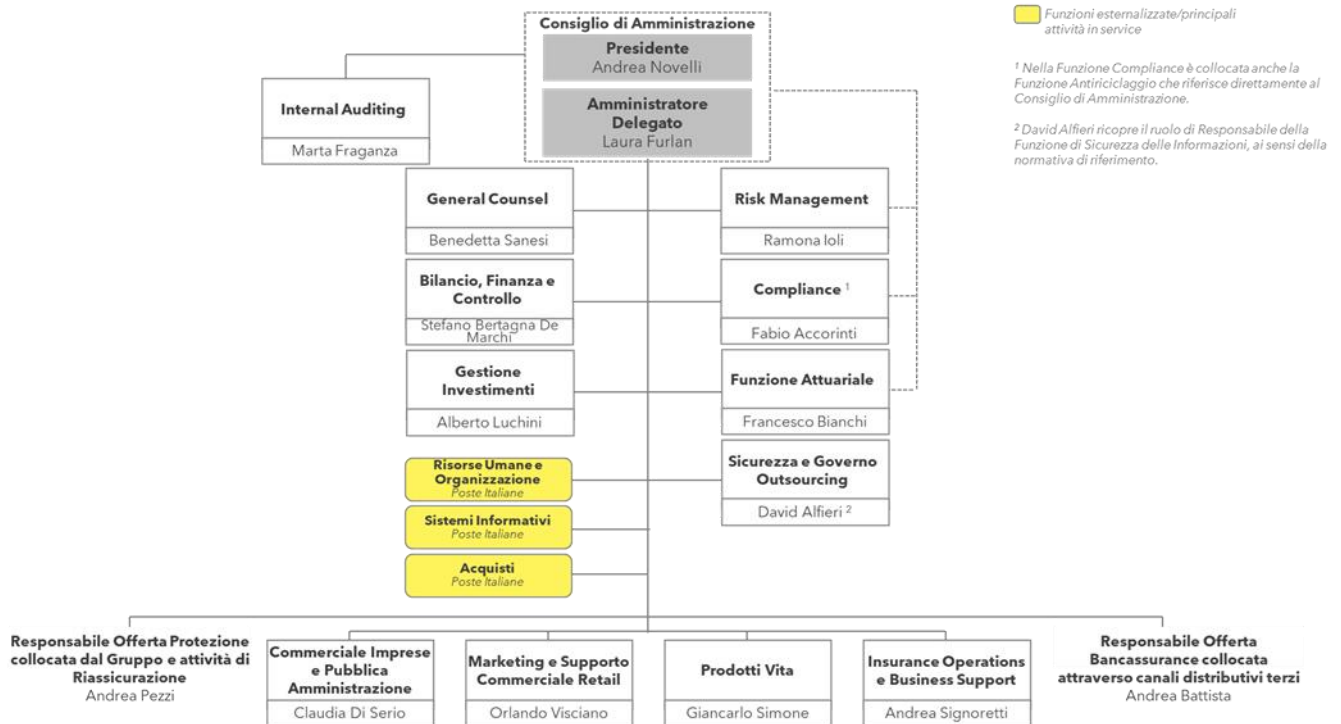 Consiglio di Amministrazione
Presidente
Andrea Novelli
Amministratore
Delegato
Laura Furlan
Funzioni esternalizzate/principali
attività in service
¹ Nella Funzione Compliance è collocata anche la
Funzione Antiriciclaggio che riferisce direttamente al
Consiglio di Amministrazione.
² David Alfieri ricopre il ruolo di Responsabile della
Funzione di Sicurezza delle Informazioni, ai sensi della
normativa di riferimento.
Internal Auditing
Marta Fraganza
General Counsel
Benedetta Sanesi
Risk Management
Ramona Ioli
Bilancio, Finanza e
Controllo
Stefano Bertagna De
Marchi
Compliance ¹
Fabio Accorinti
Gestione
Investimenti
Alberto Luchini
Funzione Attuariale
Francesco Bianchi
Risorse Umane e
Organizzazione
Poste Italiane
Sicurezza e Governo
Outsourcing
David Alfieri ²
Sistemi Informativi
Poste Italiane
Acquisti
Poste Italiane
Responsabile Offerta Protezione
collocata dal Gruppo e attività di
Riassicurazione
Andrea Pezzi
Commerciale Imprese
e Pubblica
Amministrazione
Claudia Di Serio
Marketing e Supporto
Commerciale Retail
Orlando Visciano
Prodotti Vita
Giancarlo Simone
Insurance Operations
e Business Support
Andrea Signoretti
Responsabile Offerta
Bancassurance collocata
attraverso canali distributivi terzi
Andrea Battista